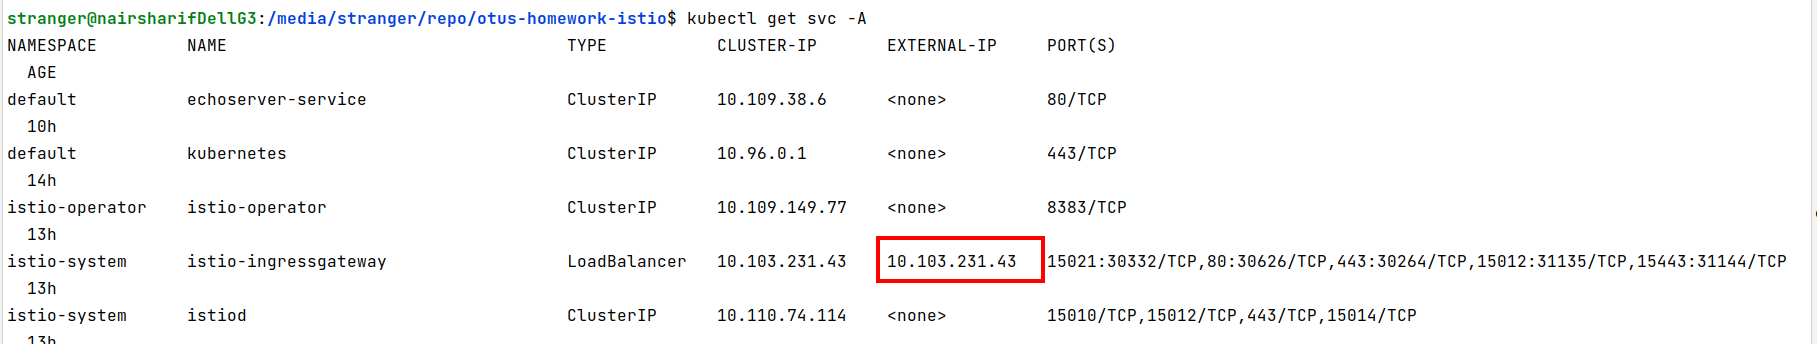 stranger@nairsharifDellG3:/media/stranger/repo/otus-homework-istio$ kubectl get svc -A
NAMESPACE NAME TYPE CLUSTER-IP EXTERNAL-IP PORT(S)
AGE
default echoserver-service ClusterIP 10.109.38.6 <none> 80/TCP
10h
default kubernetes ClusterIP 10.96.0.1 <none> 443/TCP
14h
istio-operator istio-operator ClusterIP 10.109.149.77 <none> 8383/TCP
13h
istio-system istio-ingressgateway LoadBalancer 10.103.231.43 10.103.231.43 15021:30332/TCP,80:30626/TCP,443:30264/TCP,15012:31135/TCP,15443:31144/TCP
13h
istio-system istiod ClusterIP 10.110.74.114 <none> 15010/TCP,15012/TCP,443/TCP,15014/TCP
13h